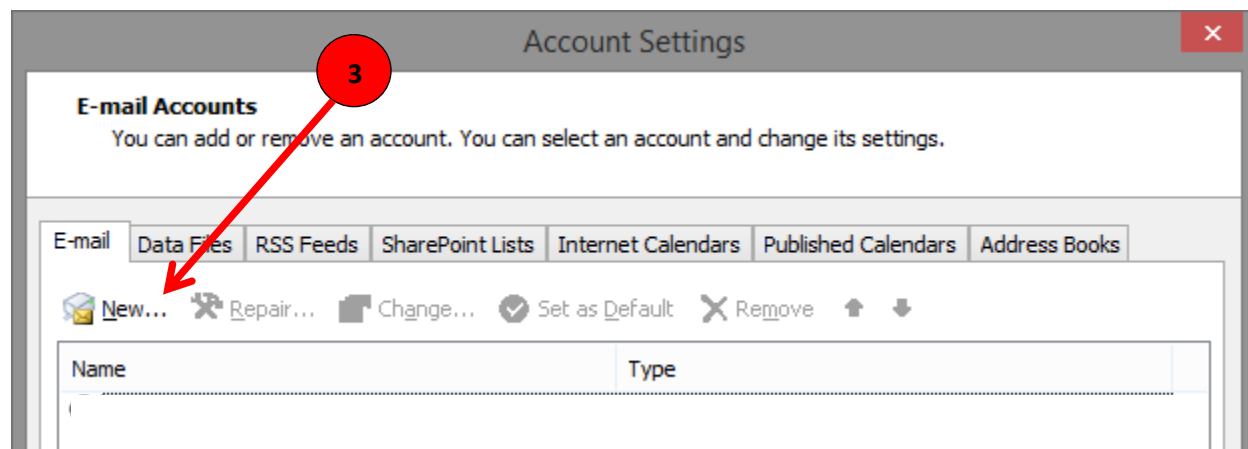 Account Settings
3
E-mail Accounts
You can add or remove an account. You can select an account and change its settings.
E-mail Data Files RSS Feeds SharePoint Lists Internet Calendars Published Calendars Address Books
New... Repair... Change... Set as Default Remove
Name Type